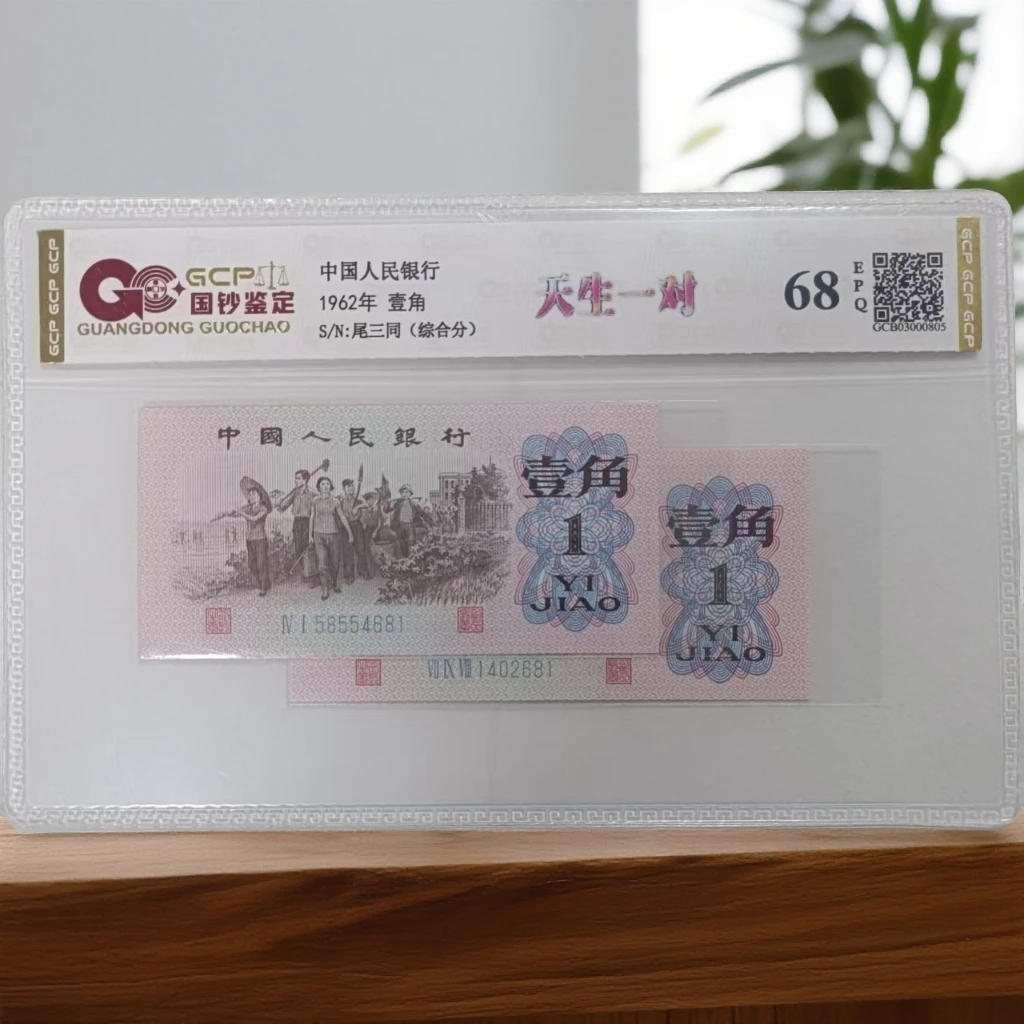 GCP GCP
GCP
国钞鉴定
GUANGDONG GUOCHAO
中国人民银行
1962年 壹角
S/N:尾三同（综合分）
天生一对
68
EPQ
GCB03000805
GCP GCP GCP
中國人民銀行
壹角
1
YI
JIAO
IV I 58554681
壹角
1
YI
JIAO
VII IX VIII 1402681